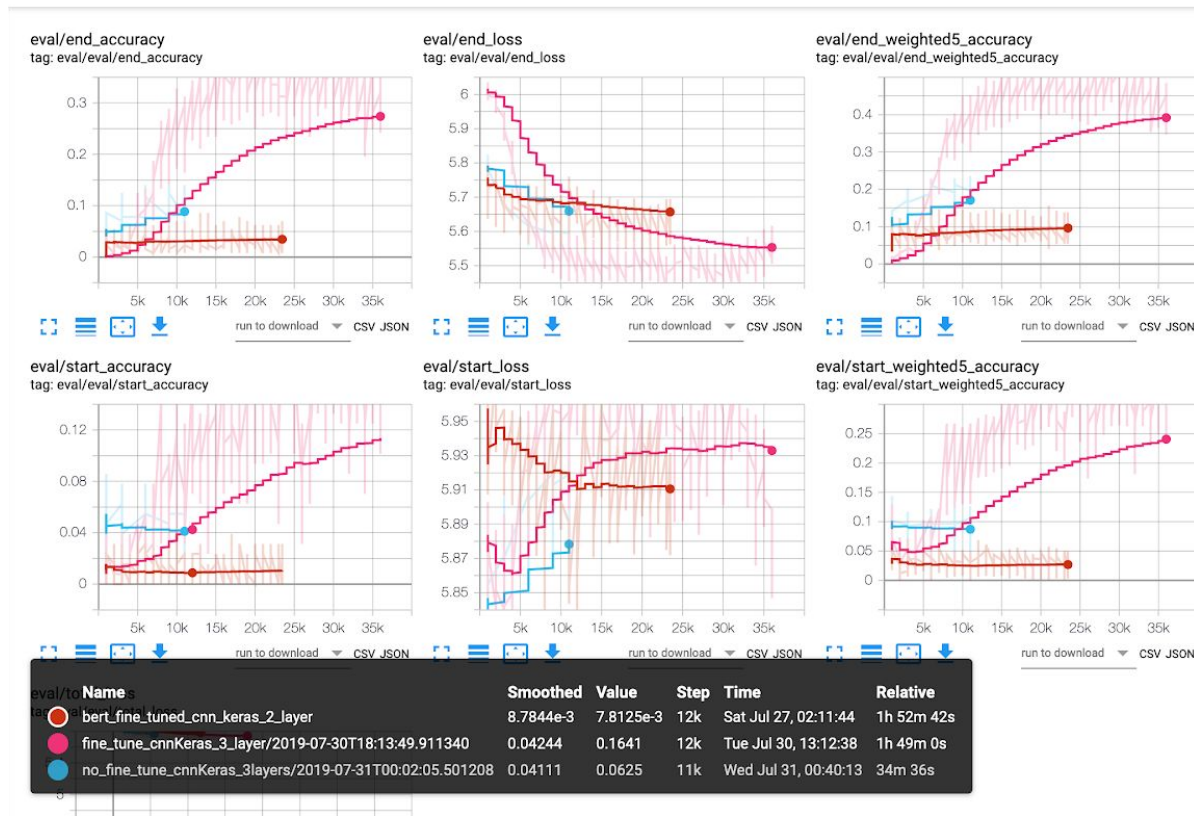 eval/end_accuracy
tag: eval/eval/end_accuracy
0.3
0.2
0.1
0
5k 10k 15k 20k 25k 30k 35k
run to download CSV JSON
eval/end_loss
tag: eval/eval/end_loss
6
5.9
5.8
5.7
5.6
5.5
5k 10k 15k 20k 25k 30k 35k
run to download CSV JSON
eval/end_weighted5_accuracy
tag: eval/eval/end_weighted5_accuracy
0.4
0.3
0.2
0.1
0
5k 10k 15k 20k 25k 30k 35k
run to download CSV JSON
eval/start_accuracy
tag: eval/eval/start_accuracy
0.12
0.08
0.04
0
5k 10k 15k 20k 25k 30k 35k
run to download CSV JSON
eval/start_loss
tag: eval/eval/start_loss
5.95
5.93
5.91
5.89
5.87
5.85
5k 10k 15k 20k 25k 30k 35k
run to download CSV JSON
eval/start_weighted5_accuracy
tag: eval/eval/start_weighted5_accuracy
0.25
0.2
0.15
0.1
0.05
0
5k 10k 15k 20k 25k 30k 35k
run to download CSV JSON
Name Smoothed Value Step Time Relative
bert_fine_tuned_cnn_keras_2_layer 8.7844e-3 7.8125e-3 12k Sat Jul 27, 02:11:44 1h 52m 42s
fine_tune_cnnKeras_3_layer/2019-07-30T18:13:49.911340 0.04244 0.1641 12k Tue Jul 30, 13:12:38 1h 49m 0s
no_fine_tune_cnnKeras_3layers/2019-07-31T00:02:05.501208 0.04111 0.0625 11k Wed Jul 31, 00:40:13 34m 36s
5